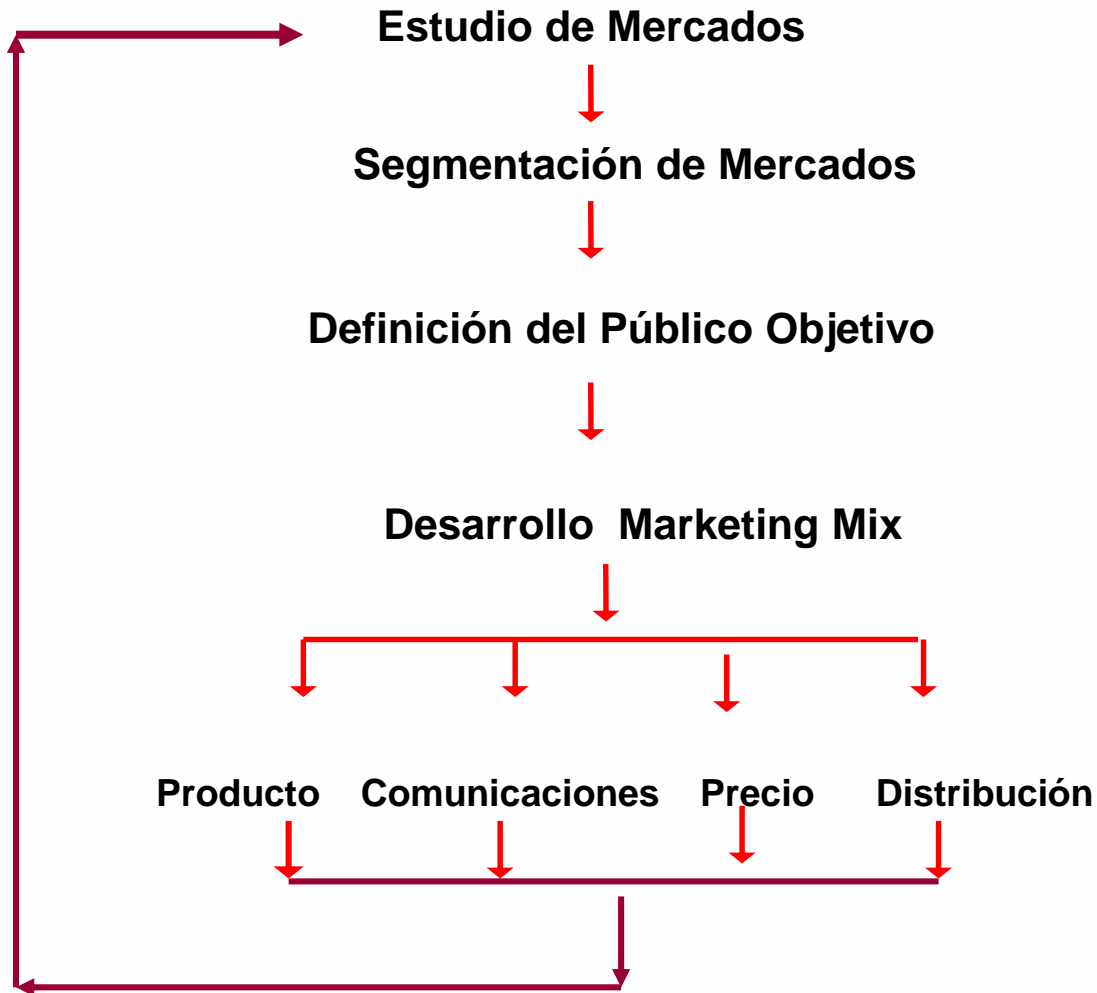 Estudio de Mercados
Segmentación de Mercados
Definición del Público Objetivo
Desarrollo Marketing Mix
Producto Comunicaciones Precio Distribución